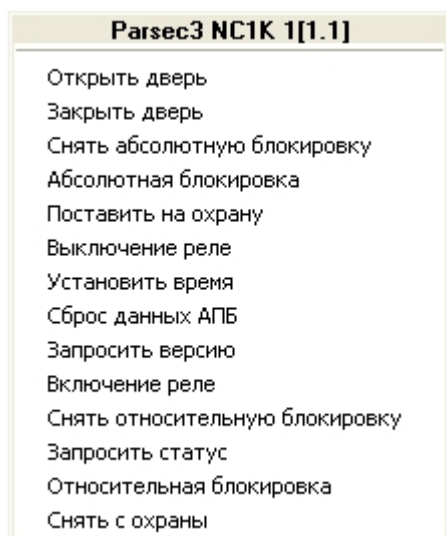 Parsec3 NC1K 1[1.1]
Открыть дверь
Закрыть дверь
Снять абсолютную блокировку
Абсолютная блокировка
Поставить на охрану
Выключение реле
Установить время
Сброс данных АПБ
Запросить версию
Включение реле
Снять относительную блокировку
Запросить статус
Относительная блокировка
Снять с охраны